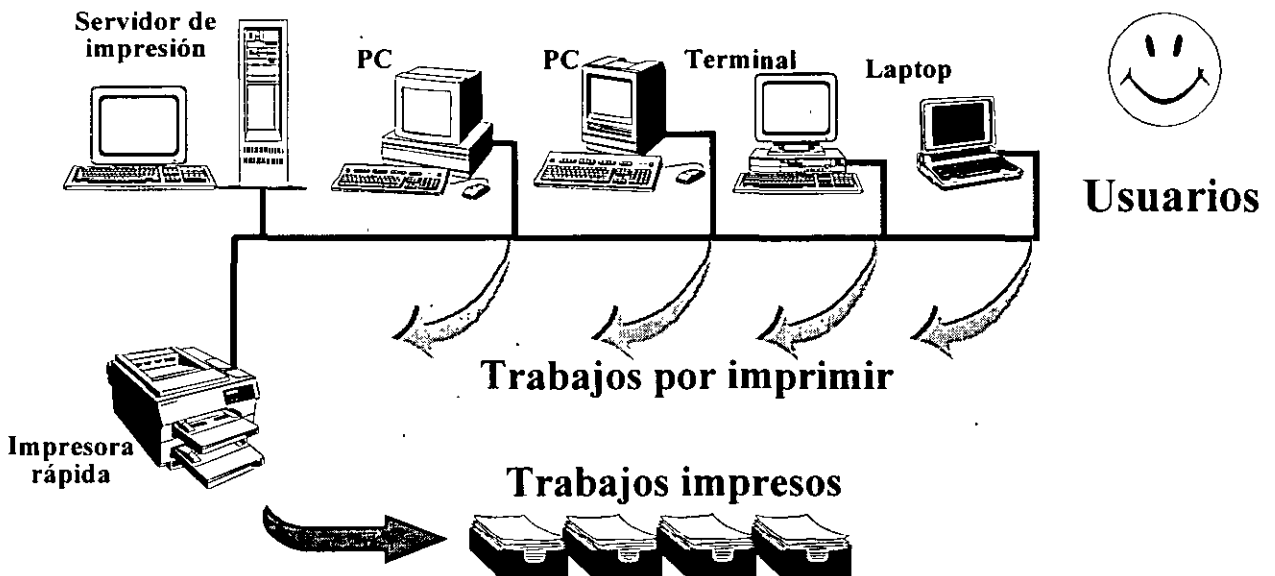 Servidor de
impresión
PC
PC
Terminal
Laptop
Usuarios
Trabajos por imprimir
Impresora
rápida
Trabajos impresos